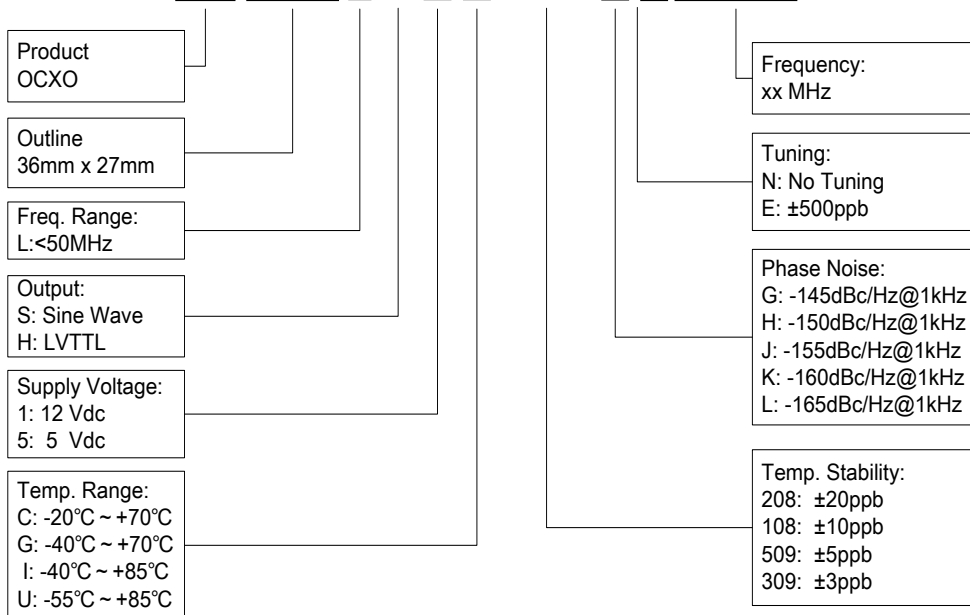 Product
OCXO
Outline
36mm x 27mm
Freq. Range:
L:<50MHz
Output:
S: Sine Wave
H: LVTTL
Supply Voltage:
1: 12 Vdc
5: 5 Vdc
Temp. Range:
C: -20℃ ~ +70℃
G: -40℃ ~ +70℃
I: -40℃ ~ +85℃
U: -55℃ ~ +85℃
Frequency:
xx MHz
Tuning:
N: No Tuning
E: ±500ppb
Phase Noise:
G: -145dBc/Hz@1kHz
H: -150dBc/Hz@1kHz
J: -155dBc/Hz@1kHz
K: -160dBc/Hz@1kHz
L: -165dBc/Hz@1kHz
Temp. Stability:
208: ±20ppb
108: ±10ppb
509: ±5ppb
309: ±3ppb